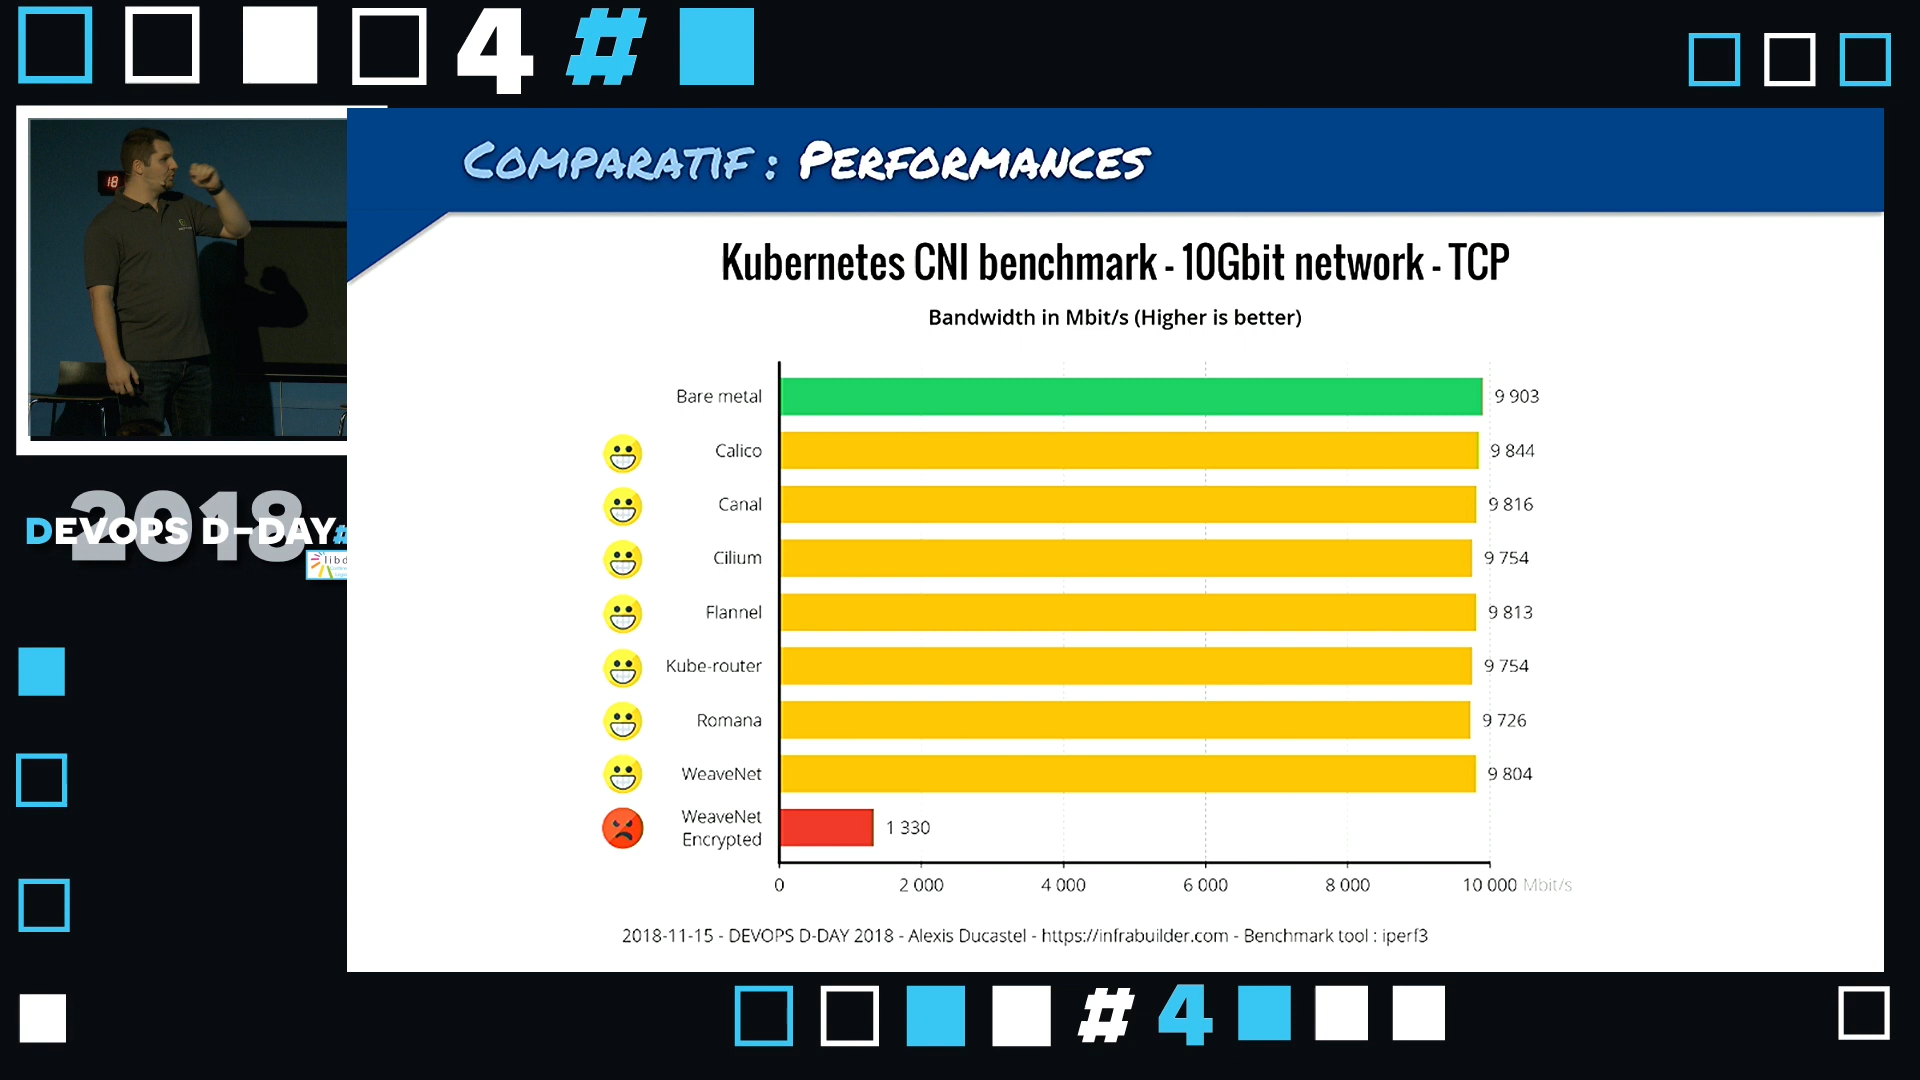 4 #
18
2018
DEVOPS D-DAY#
libd
COMPARATIF : PERFORMANCES
Kubernetes CNI benchmark - 10Gbit network - TCP
Bandwidth in Mbit/s (Higher is better)
Bare metal 9 903
Calico 9 844
Canal 9 816
Cilium 9 754
Flannel 9 813
Kube-router 9 754
Romana 9 726
WeaveNet 9 804
WeaveNet
Encrypted 1 330
0 2 000 4 000 6 000 8 000 10 000 Mbit/s
2018-11-15 - DEVOPS D-DAY 2018 - Alexis Ducastel - https://infrabuilder.com - Benchmark tool : iperf3
#4